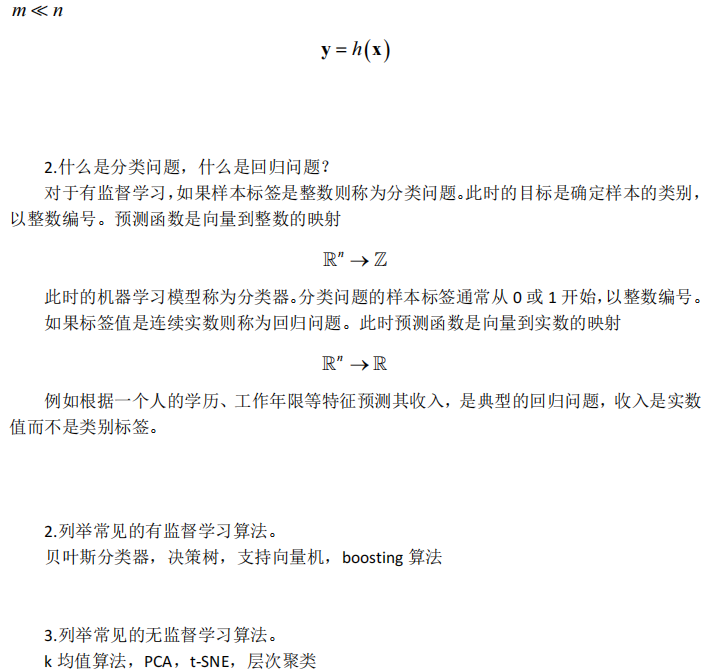 m ≪ n
y = h(x)
2.什么是分类问题，什么是回归问题？
对于有监督学习，如果样本标签是整数则称为分类问题。此时的目标是确定样本的类别，
以整数编号。预测函数是向量到整数的映射
ℝⁿ → ℤ
此时的机器学习模型称为分类器。分类问题的样本标签通常从 0 或 1 开始，以整数编号。
如果标签值是连续实数则称为回归问题。此时预测函数是向量到实数的映射
ℝⁿ → ℝ
例如根据一个人的学历、工作年限等特征预测其收入，是典型的回归问题，收入是实数
值而不是类别标签。
2.列举常见的有监督学习算法。
贝叶斯分类器，决策树，支持向量机，boosting 算法
3.列举常见的无监督学习算法。
k 均值算法，PCA，t-SNE，层次聚类